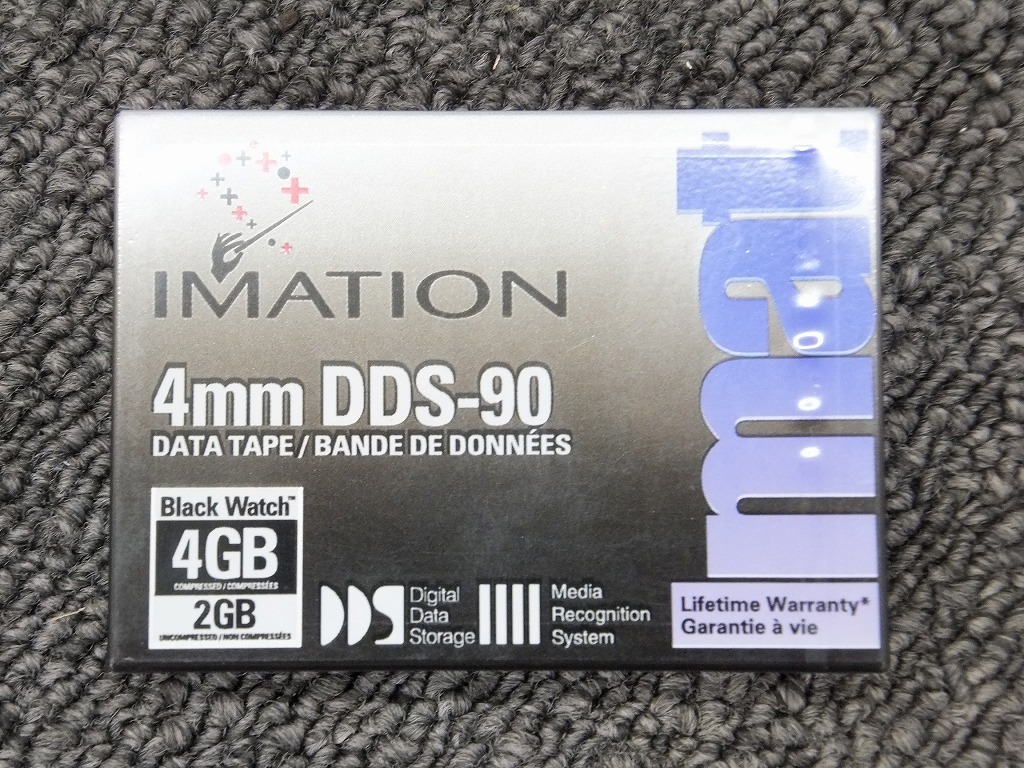 IMATION
4mm DDS-90
DATA TAPE / BANDE DE DONNÉES
Black Watch™
4GB
COMPRESSED / COMPRESSÉES
2GB
UNCOMPRESSED / NON COMPRESSÉES
DDS
Digital
Data
Storage
Media
Recognition
System
mat
Lifetime Warranty*
Garantie à vie